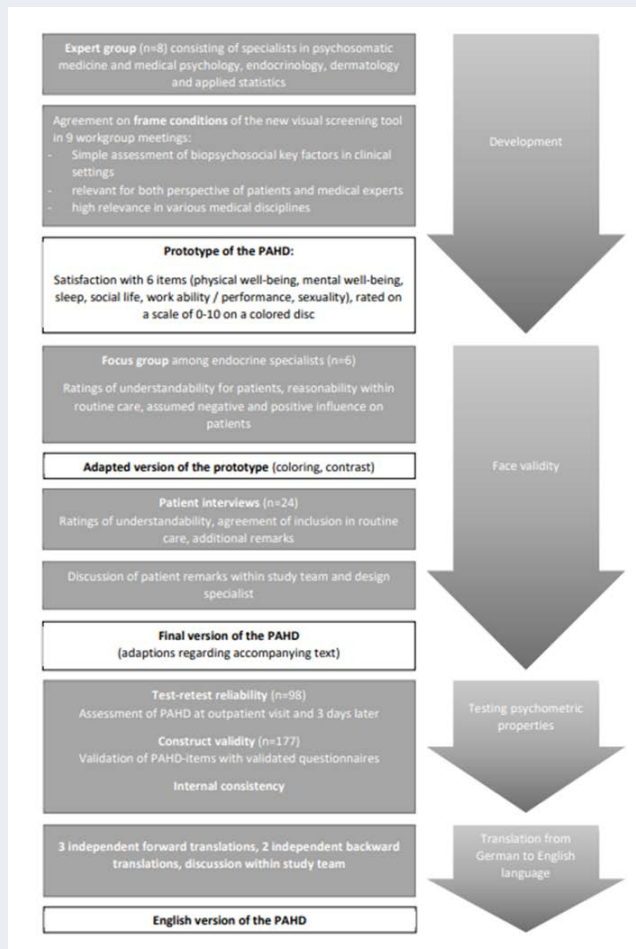 Expert group (n=8) consisting of specialists in psychosomatic
medicine and medical psychology, endocrinology, dermatology
and applied statistics
Agreement on frame conditions of the new visual screening tool
in 9 workgroup meetings:
- Simple assessment of biopsychosocial key factors in clinical
settings
- relevant for both perspective of patients and medical experts
- high relevance in various medical disciplines
Development
Prototype of the PAHD:
Satisfaction with 6 items (physical well-being, mental well-being,
sleep, social life, work ability / performance, sexuality), rated on
a scale of 0-10 on a colored disc
Focus group among endocrine specialists (n=6)
Ratings of understandability for patients, reasonability within
routine care, assumed negative and positive influence on
patients
Adapted version of the prototype (coloring, contrast)
Face validity
Patient interviews (n=24)
Ratings of understandability, agreement of inclusion in routine
care, additional remarks
Discussion of patient remarks within study team and design
specialist
Final version of the PAHD
(adaptions regarding accompanying text)
Test-retest reliability (n=98)
Assessment of PAHD at outpatient visit and 3 days later
Construct validity (n=177)
Validation of PAHD-items with validated questionnaires
Internal consistency
Testing psychometric
properties
3 independent forward translations, 2 independent backward
translations, discussion within study team
Translation from
German to English
language
English version of the PAHD